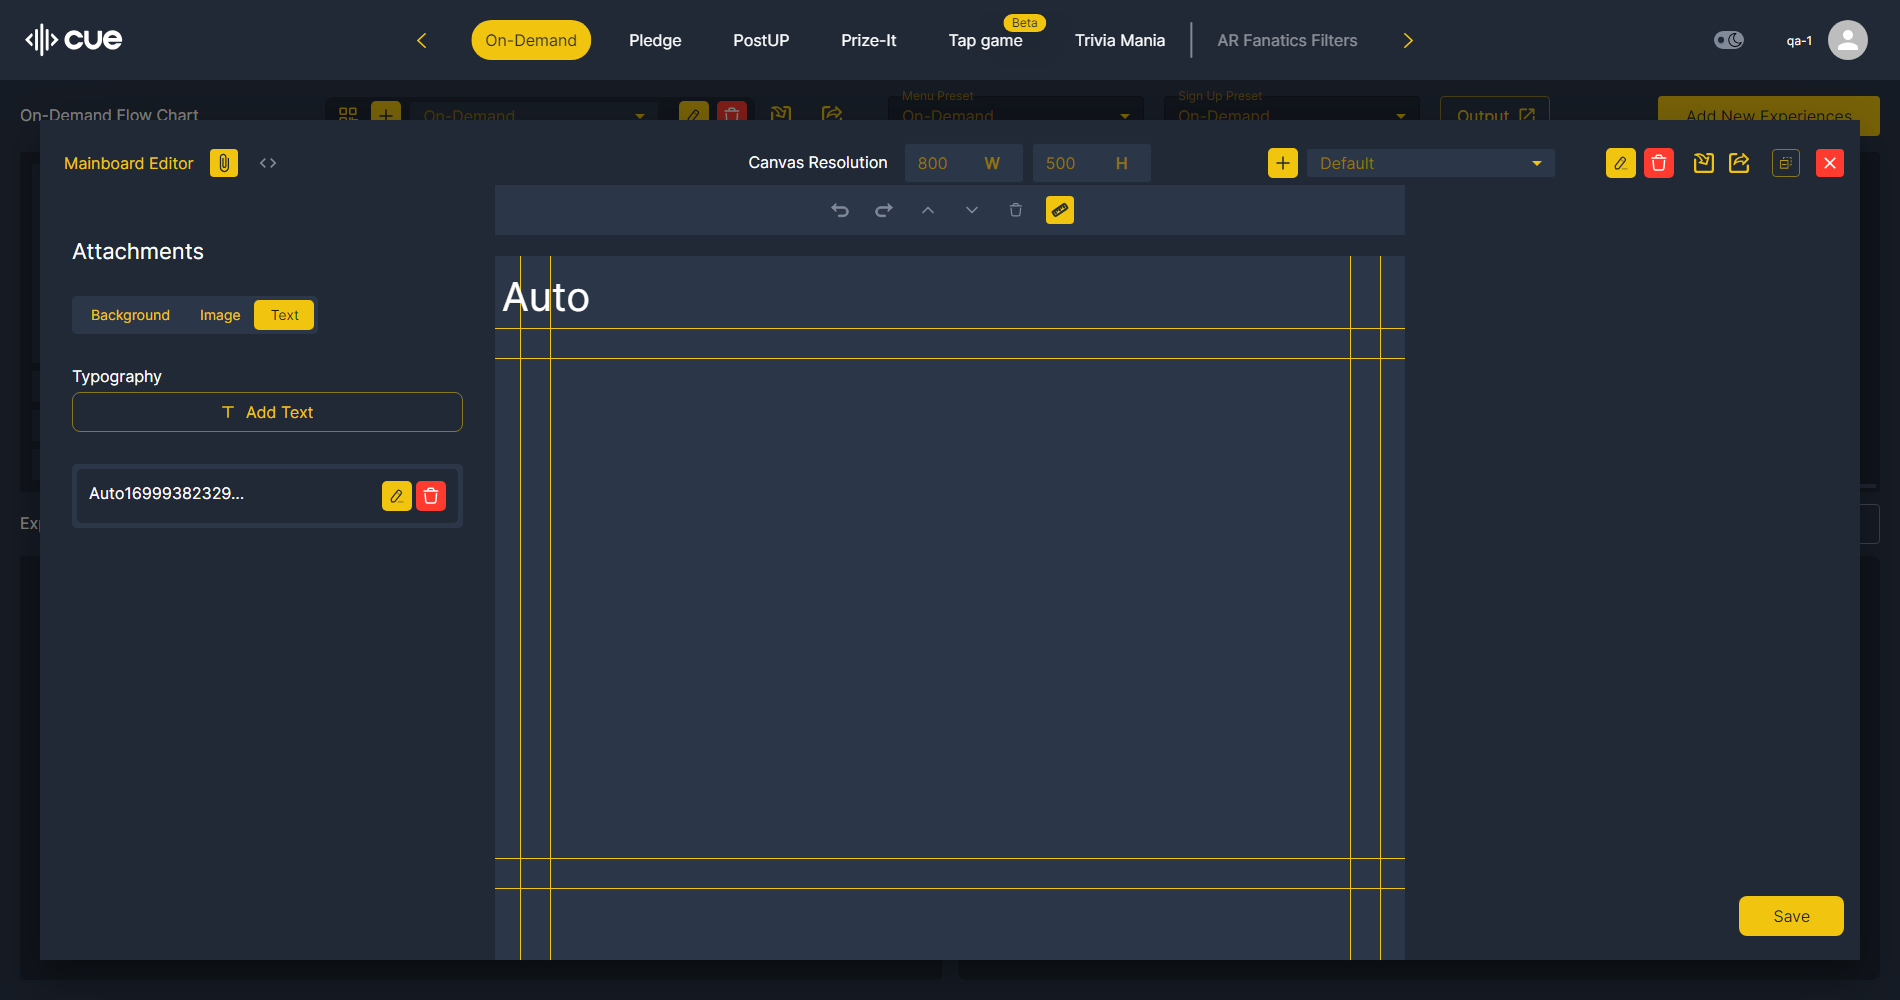 cue
On-Demand
Pledge
PostUP
Prize-It
Tap game
Beta
Trivia Mania
AR Fanatics Filters
qa-1
On-Demand Flow Chart
On-Demand
Menu Preset
On-Demand
Sign Up Preset
On-Demand
Output
Add New Experiences
Mainboard Editor
Canvas Resolution
800 W
500 H
Default
Attachments
Background
Image
Text
Typography
Add Text
Auto16999382329...
Auto
Save